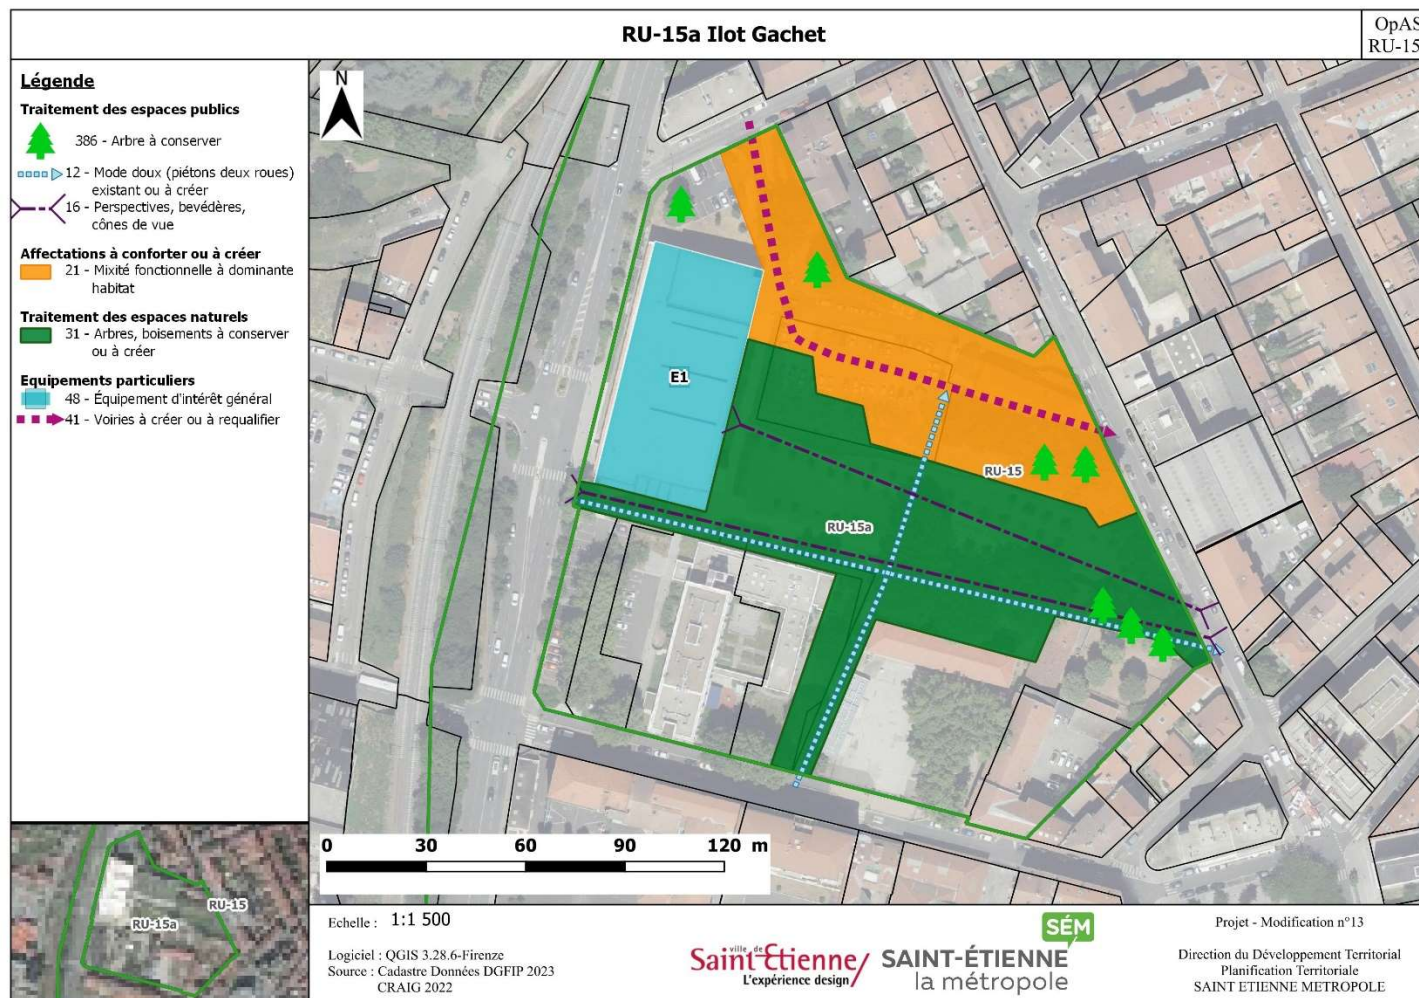 RU-15a Ilot Gachet
OpAS
RU-15
Légende
Traitement des espaces publics
386 - Arbre à conserver
12 - Mode doux (piétons deux roues)
existant ou à créer
16 - Perspectives, bevédères,
cônes de vue
Affectations à conforter ou à créer
21 - Mixité fonctionnelle à dominante
habitat
Traitement des espaces naturels
31 - Arbres, boisements à conserver
ou à créer
Equipements particuliers
48 - Équipement d'intérêt général
41 - Voiries à créer ou à requalifier
N
E1
RU-15
RU-15a
0 30 60 90 120 m
RU-15
RU-15a
Echelle : 1:1 500
Logiciel : QGIS 3.28.6-Firenze
Source : Cadastre Données DGFIP 2023
CRAIG 2022
ville de
Saint-Étienne
L'expérience design
SÉM
SAINT-ÉTIENNE
la métropole
Projet - Modification n°13
Direction du Développement Territorial
Planification Territoriale
SAINT ETIENNE METROPOLE